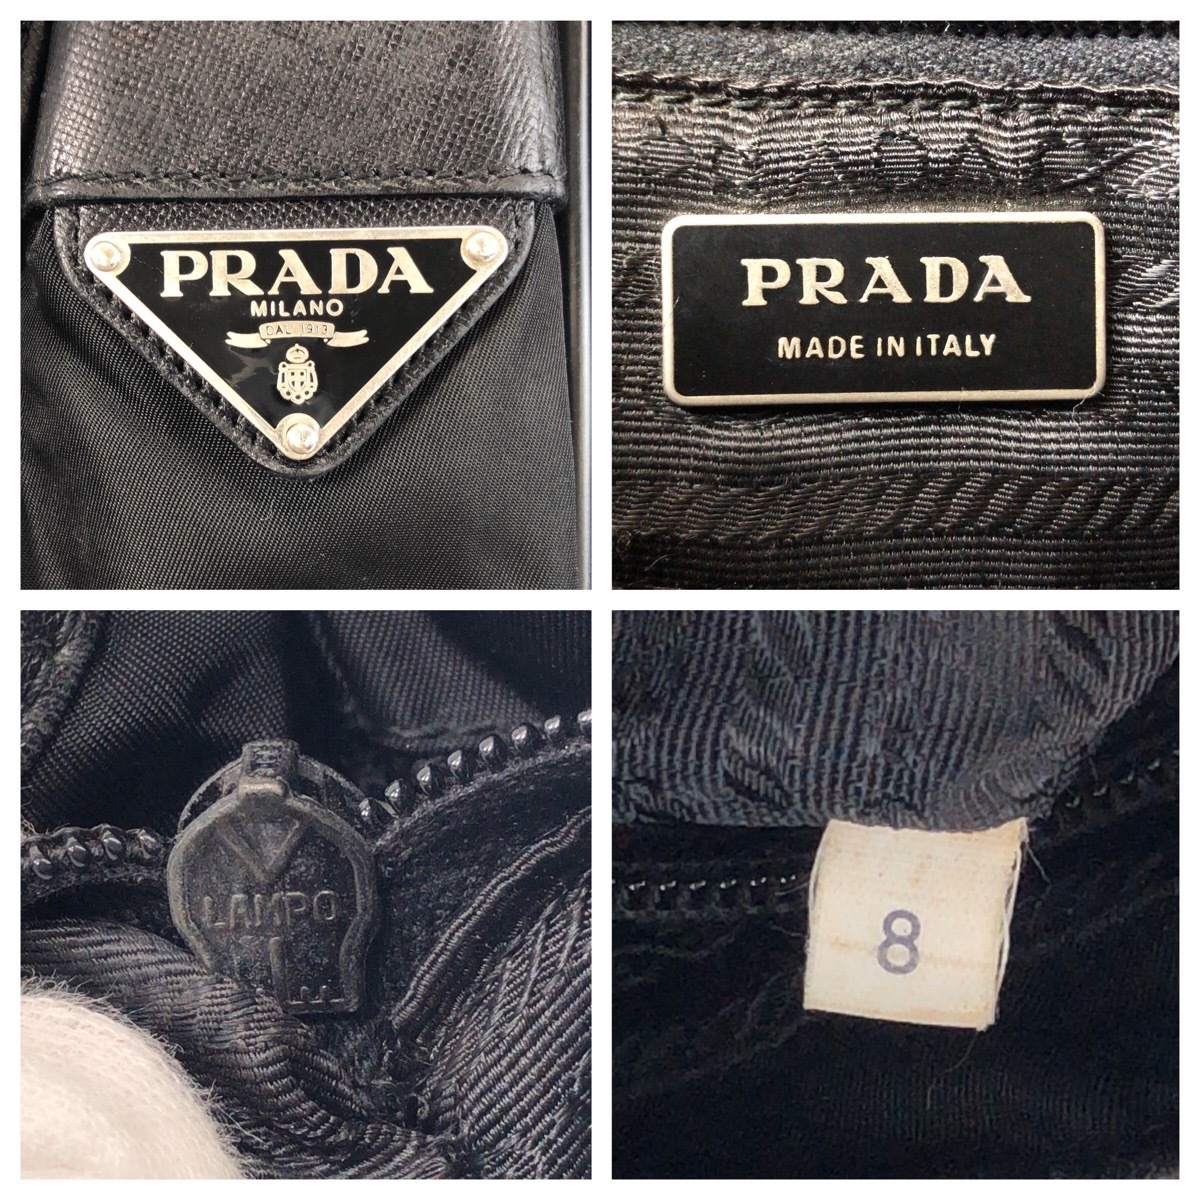 PRADA
MILANO
DAL 1913
PRADA
MADE IN ITALY
LAMPO
8